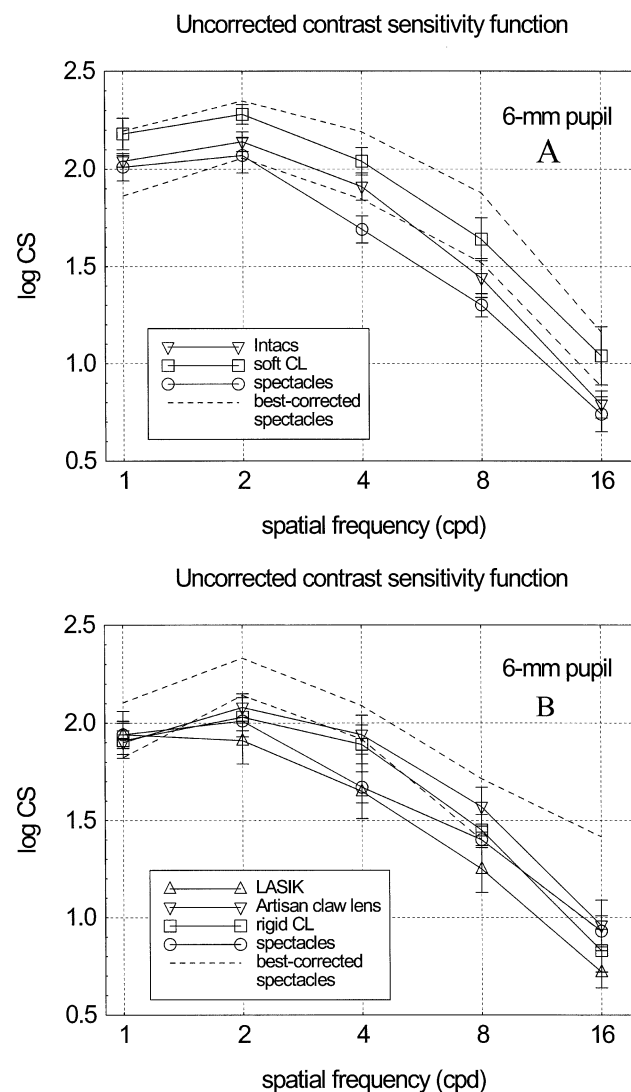 Uncorrected contrast sensitivity function
2.5
6-mm pupil
A
2.0
log CS
1.5
Intacs
soft CL
1.0
spectacles
best-corrected
spectacles
0.5
1 2 4 8 16
spatial frequency (cpd)
Uncorrected contrast sensitivity function
2.5
6-mm pupil
B
2.0
log CS
1.5
LASIK
Artisan claw lens
1.0
rigid CL
spectacles
best-corrected
spectacles
0.5
1 2 4 8 16
spatial frequency (cpd)